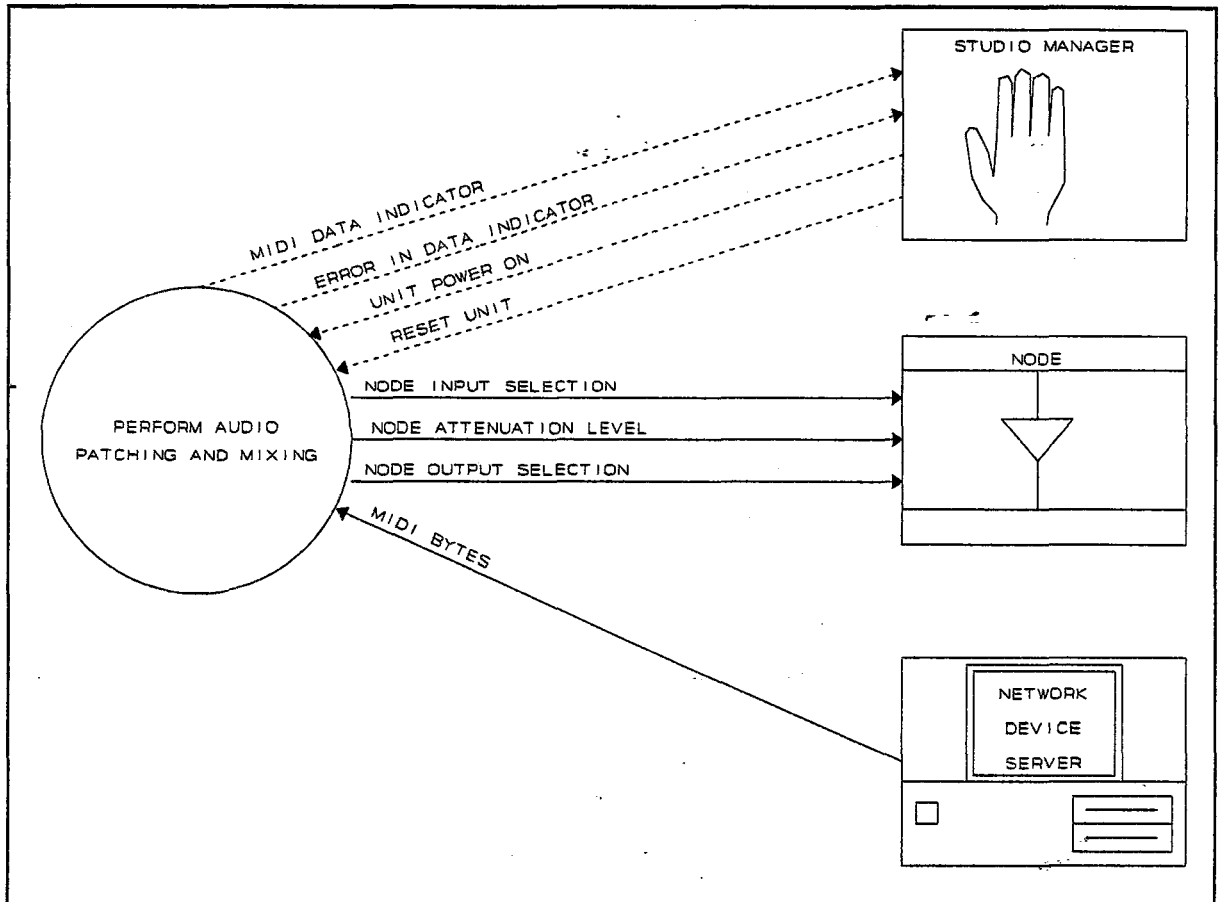 STUDIO MANAGER
MIDI DATA INDICATOR
ERROR IN DATA INDICATOR
UNIT POWER ON
RESET UNIT
NODE
NODE INPUT SELECTION
NODE ATTENUATION LEVEL
NODE OUTPUT SELECTION
PERFORM AUDIO
PATCHING AND MIXING
MIDI BYTES
NETWORK
DEVICE
SERVER